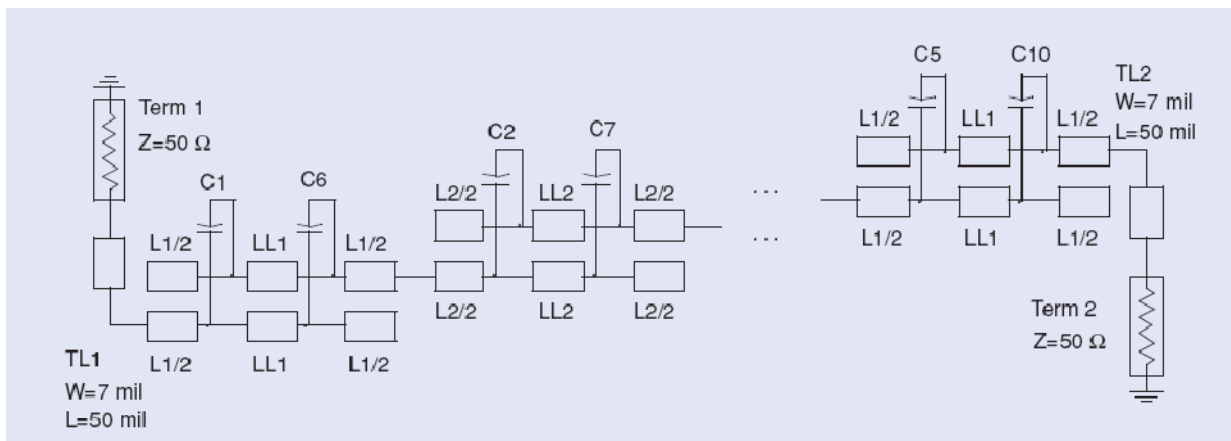 Term 1
Z=50 Ω
C1
C6
L1/2
LL1
L1/2
L1/2
LL1
L1/2
TL1
W=7 mil
L=50 mil
C2
C7
L2/2
LL2
L2/2
L2/2
LL2
L2/2
...
...
C5
C10
L1/2
LL1
L1/2
L1/2
LL1
L1/2
TL2
W=7 mil
L=50 mil
Term 2
Z=50 Ω